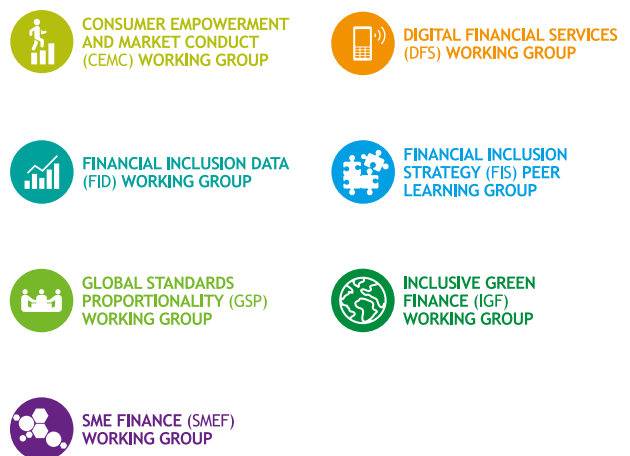 CONSUMER EMPOWERMENT
AND MARKET CONDUCT
(CEMC) WORKING GROUP
DIGITAL FINANCIAL SERVICES
(DFS) WORKING GROUP
FINANCIAL INCLUSION DATA
(FID) WORKING GROUP
FINANCIAL INCLUSION
STRATEGY (FIS) PEER
LEARNING GROUP
GLOBAL STANDARDS
PROPORTIONALITY (GSP)
WORKING GROUP
INCLUSIVE GREEN
FINANCE (IGF)
WORKING GROUP
SME FINANCE (SMEF)
WORKING GROUP